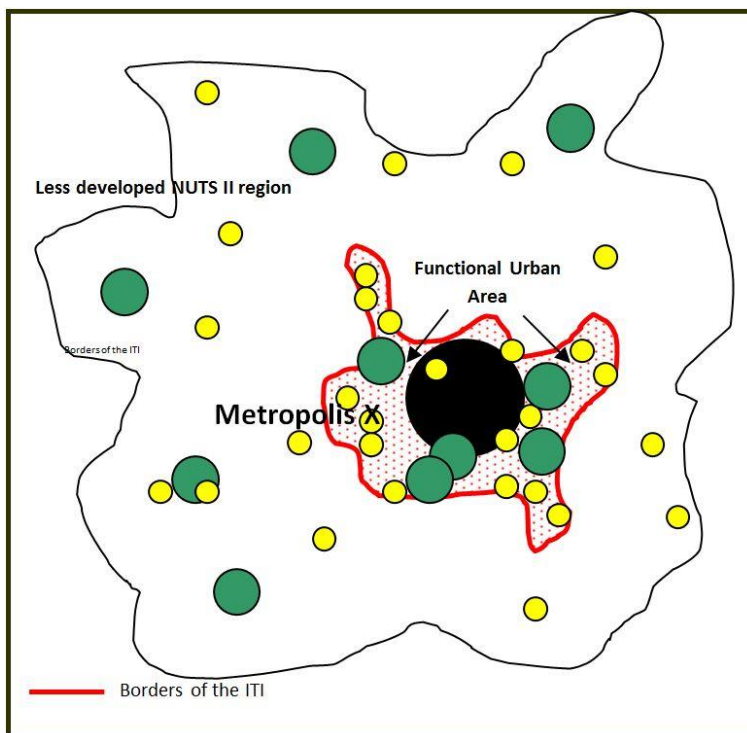 Less developed NUTS II region
Functional Urban
Area
Borders of the ITI
Metropolis X
Borders of the ITI